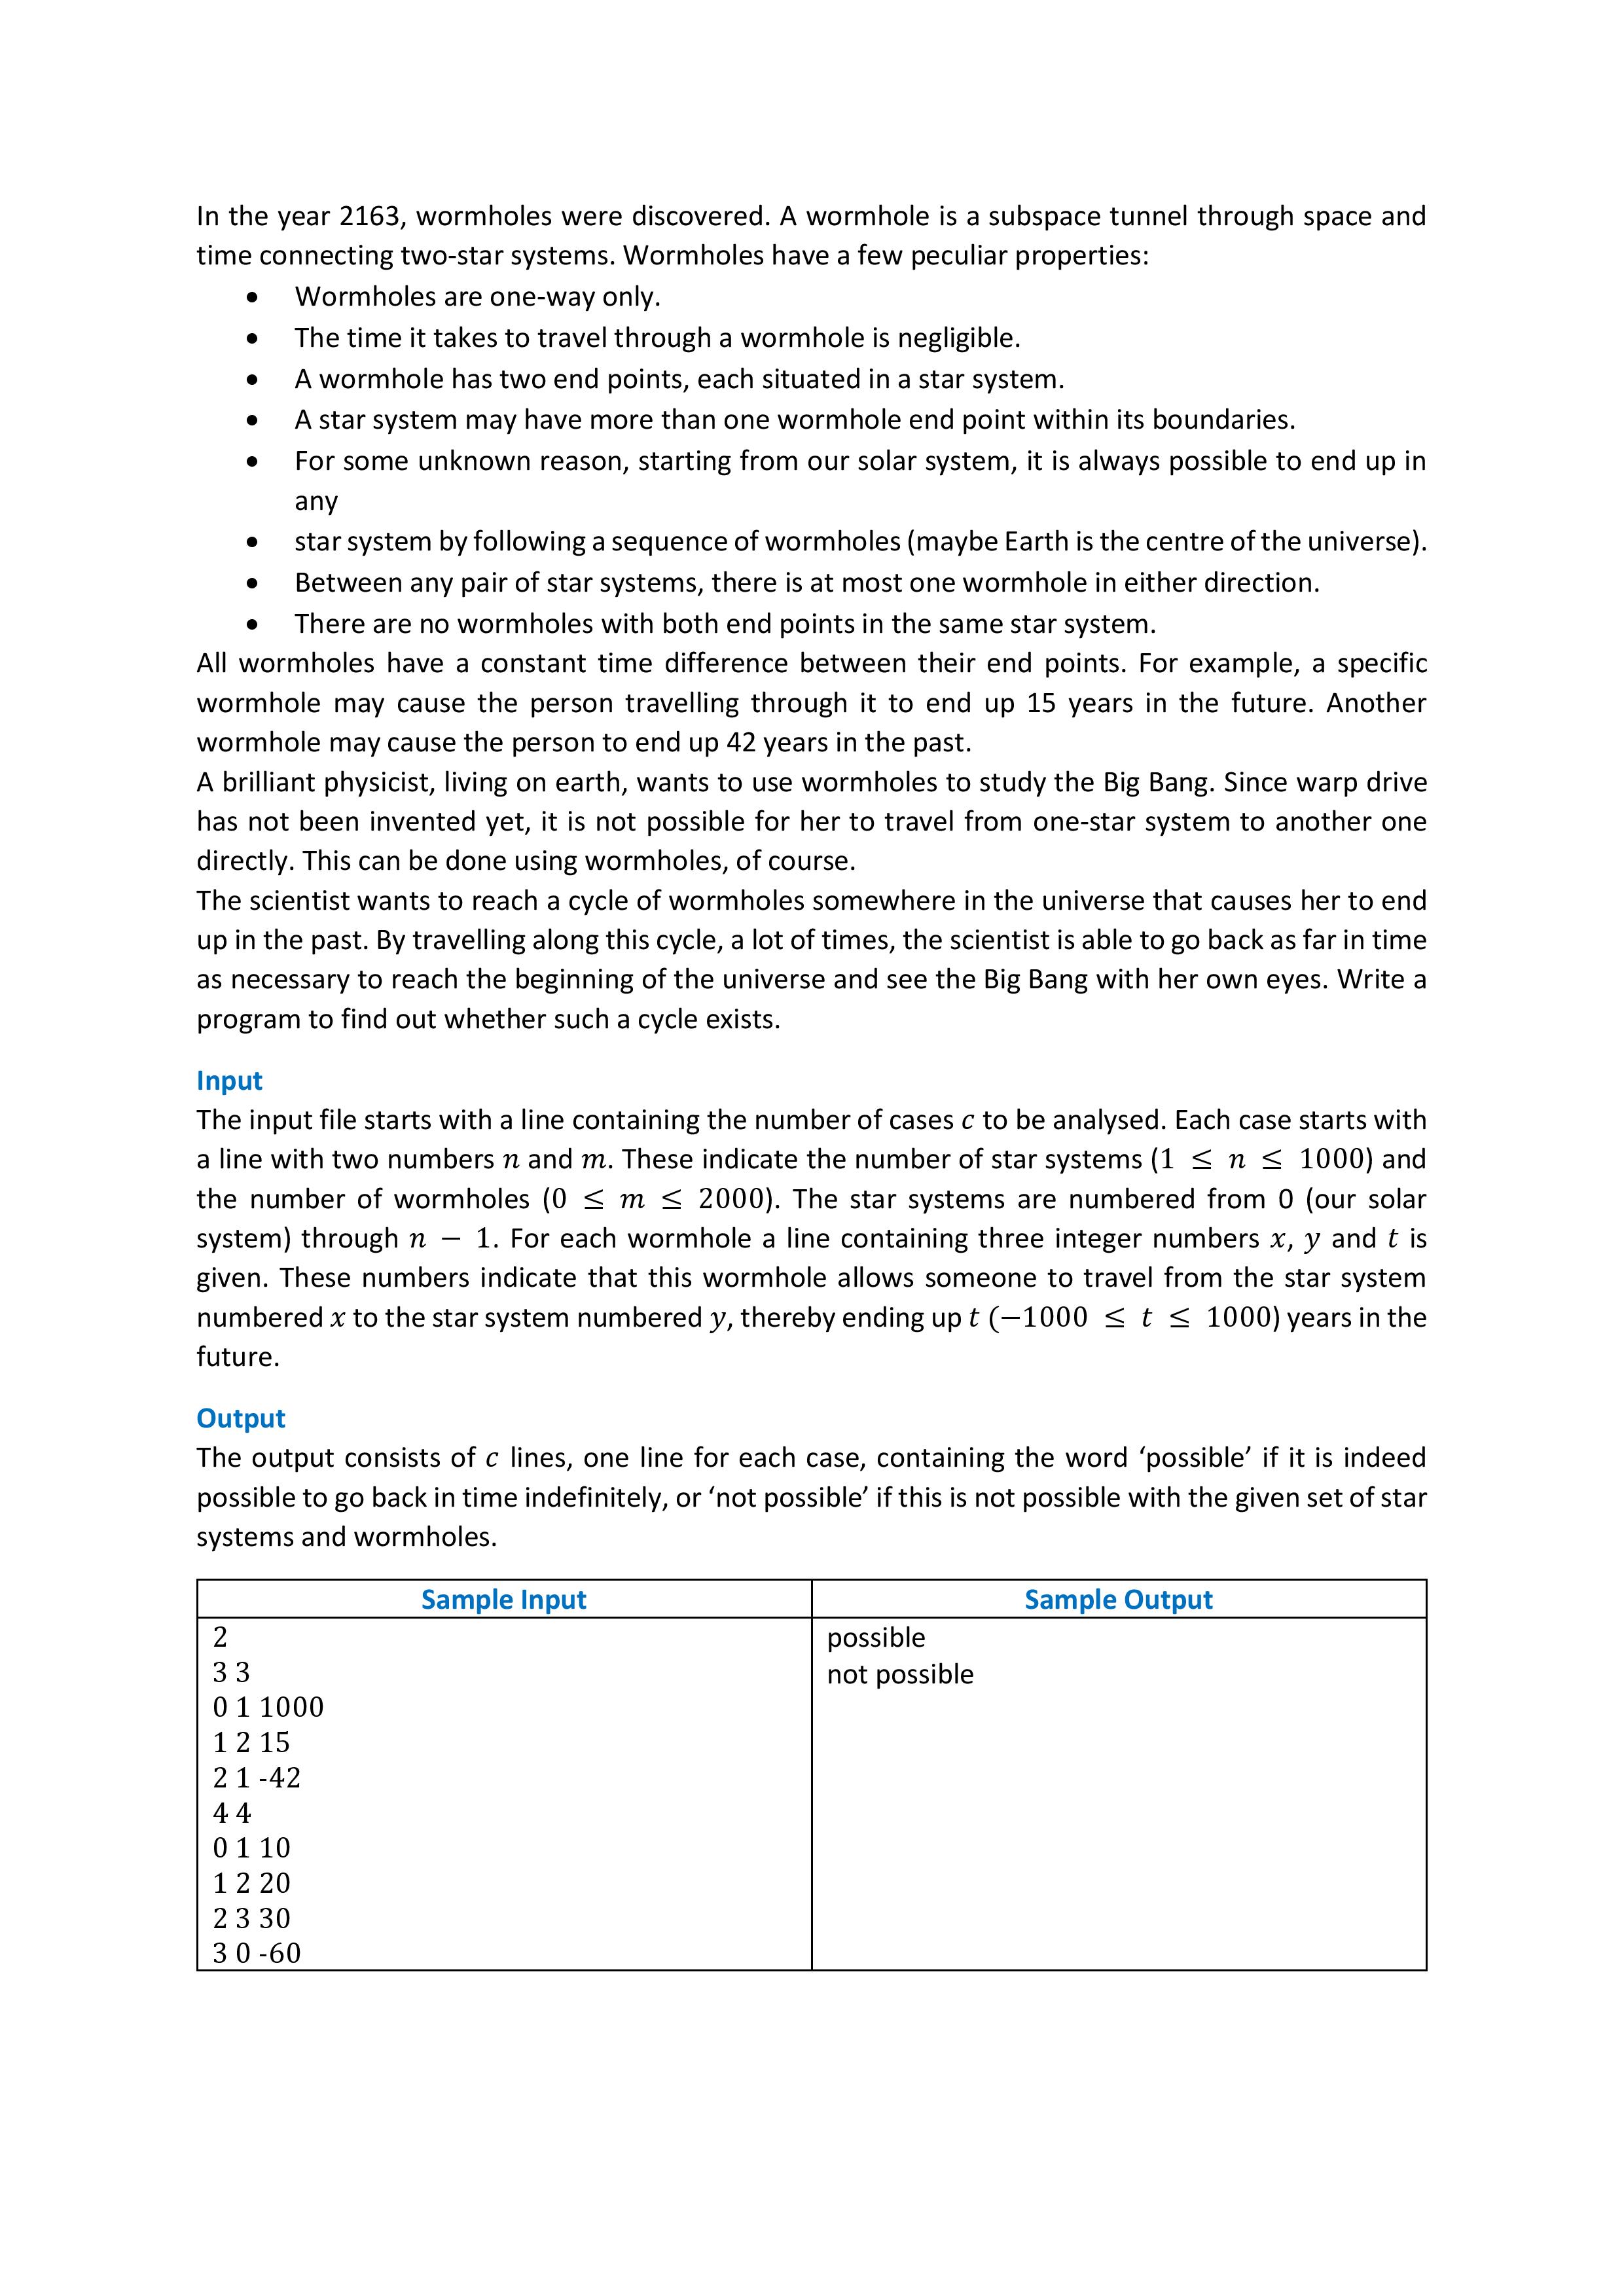 In the year 2163, wormholes were discovered. A wormhole is a subspace tunnel through space and
time connecting two-star systems. Wormholes have a few peculiar properties:
• Wormholes are one-way only.
• The time it takes to travel through a wormhole is negligible.
• A wormhole has two end points, each situated in a star system.
• A star system may have more than one wormhole end point within its boundaries.
• For some unknown reason, starting from our solar system, it is always possible to end up in
any
• star system by following a sequence of wormholes (maybe Earth is the centre of the universe).
• Between any pair of star systems, there is at most one wormhole in either direction.
• There are no wormholes with both end points in the same star system.
All wormholes have a constant time difference between their end points. For example, a specific
wormhole may cause the person travelling through it to end up 15 years in the future. Another
wormhole may cause the person to end up 42 years in the past.
A brilliant physicist, living on earth, wants to use wormholes to study the Big Bang. Since warp drive
has not been invented yet, it is not possible for her to travel from one-star system to another one
directly. This can be done using wormholes, of course.
The scientist wants to reach a cycle of wormholes somewhere in the universe that causes her to end
up in the past. By travelling along this cycle, a lot of times, the scientist is able to go back as far in time
as necessary to reach the beginning of the universe and see the Big Bang with her own eyes. Write a
program to find out whether such a cycle exists.
Input
The input file starts with a line containing the number of cases c to be analysed. Each case starts with
a line with two numbers n and m. These indicate the number of star systems (1 ≤ n ≤ 1000) and
the number of wormholes (0 ≤ m ≤ 2000). The star systems are numbered from 0 (our solar
system) through n − 1. For each wormhole a line containing three integer numbers x, y and t is
given. These numbers indicate that this wormhole allows someone to travel from the star system
numbered x to the star system numbered y, thereby ending up t (−1000 ≤ t ≤ 1000) years in the
future.
Output
The output consists of c lines, one line for each case, containing the word ‘possible’ if it is indeed
possible to go back in time indefinitely, or ‘not possible’ if this is not possible with the given set of star
systems and wormholes.
Sample Input
2
3 3
0 1 1000
1 2 15
2 1 -42
4 4
0 1 10
1 2 20
2 3 30
3 0 -60
Sample Output
possible
not possible